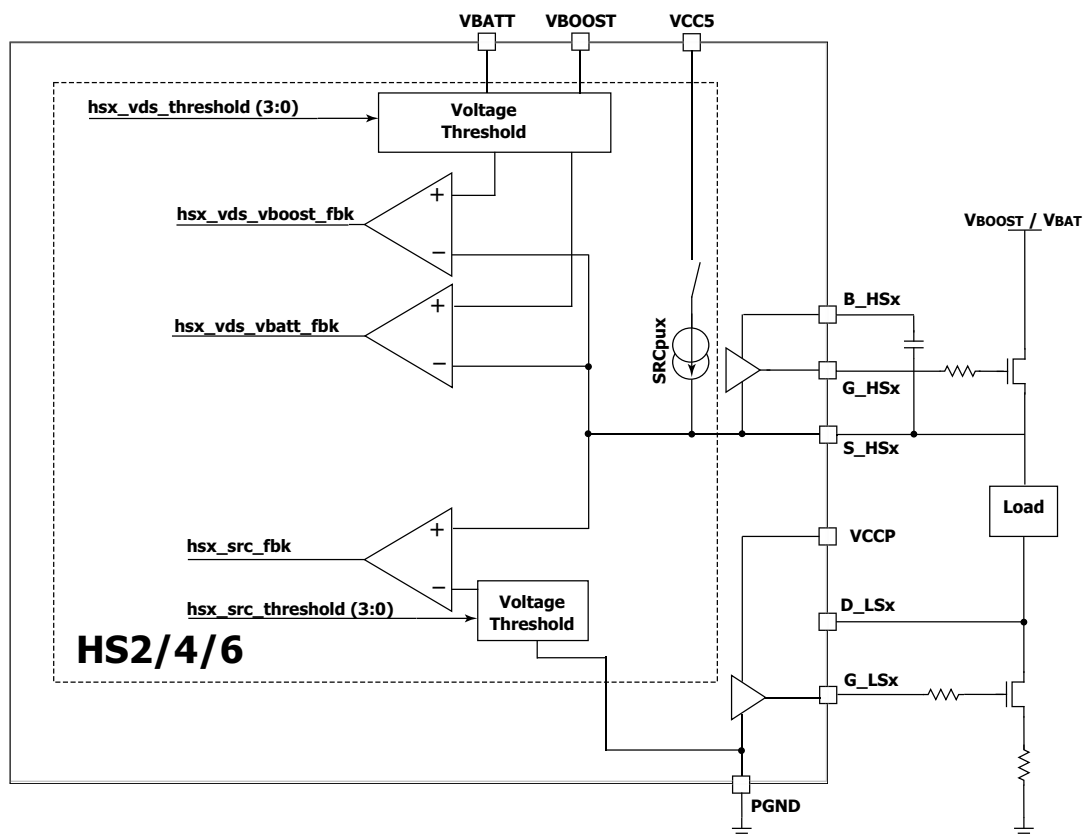 VBATT VBOOST VCC5
hsx_vds_threshold (3:0)
Voltage
Threshold
+
hsx_vds_vboost_fbk
−
VBOOST / VBAT
+
hsx_vds_vbatt_fbk
−
B_HSx
SRCpux
G_HSx
S_HSx
Load
+
hsx_src_fbk
−
VCCP
hsx_src_threshold (3:0)
Voltage
Threshold
D_LSx
HS2/4/6
G_LSx
PGND